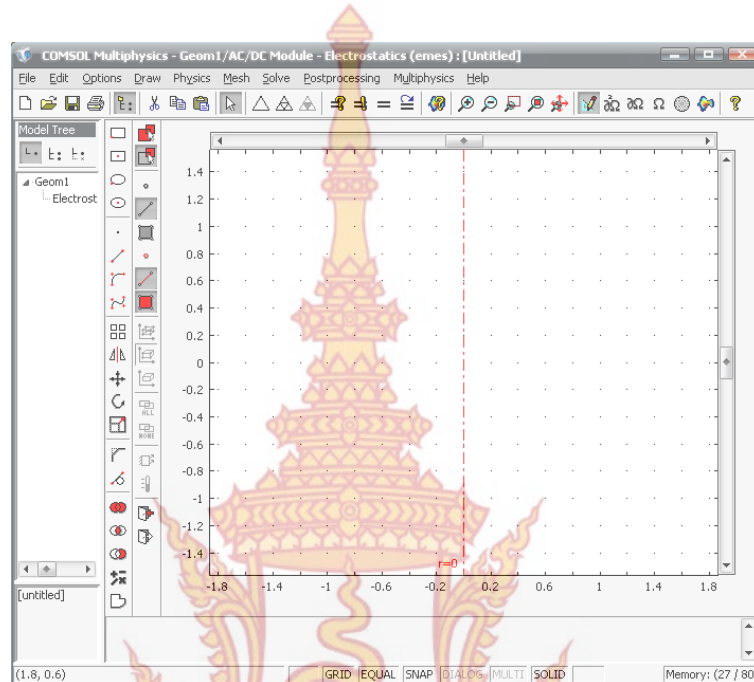 COMSOL Multiphysics - Geom1/AC/DC Module - Electrostatics (emes) : [Untitled]
File Edit Options Draw Physics Mesh Solve Postprocessing Multiphysics Help
Model Tree
Geom1
Electrost
1.4
1.2
1
0.8
0.6
0.4
0.2
0
-0.2
-0.4
-0.6
-0.8
-1
-1.2
-1.4
r=0
-1.8 -1.4 -1 -0.6 -0.2 0.2 0.6 1 1.4 1.8
ALL
NONE
[untitled]
(1.8, 0.6) GRID EQUAL SNAP DIALOG MULTI SOLID Memory: (27 / 80